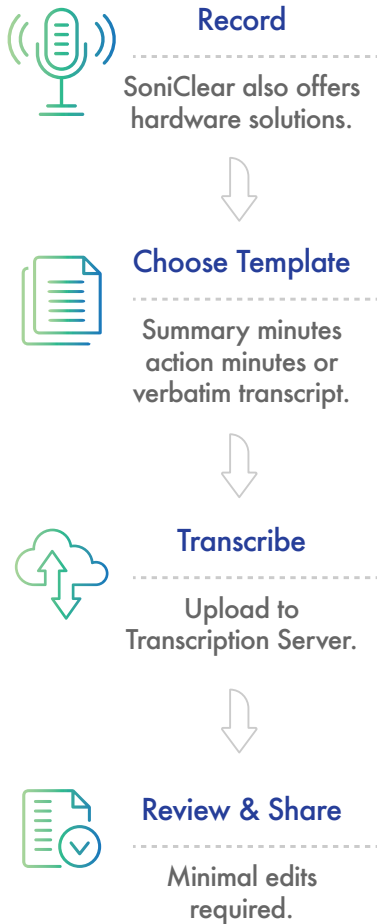 Record
SoniClear also offers
hardware solutions.
Choose Template
Summary minutes
action minutes or
verbatim transcript.
Transcribe
Upload to
Transcription Server.
Review & Share
Minimal edits
required.